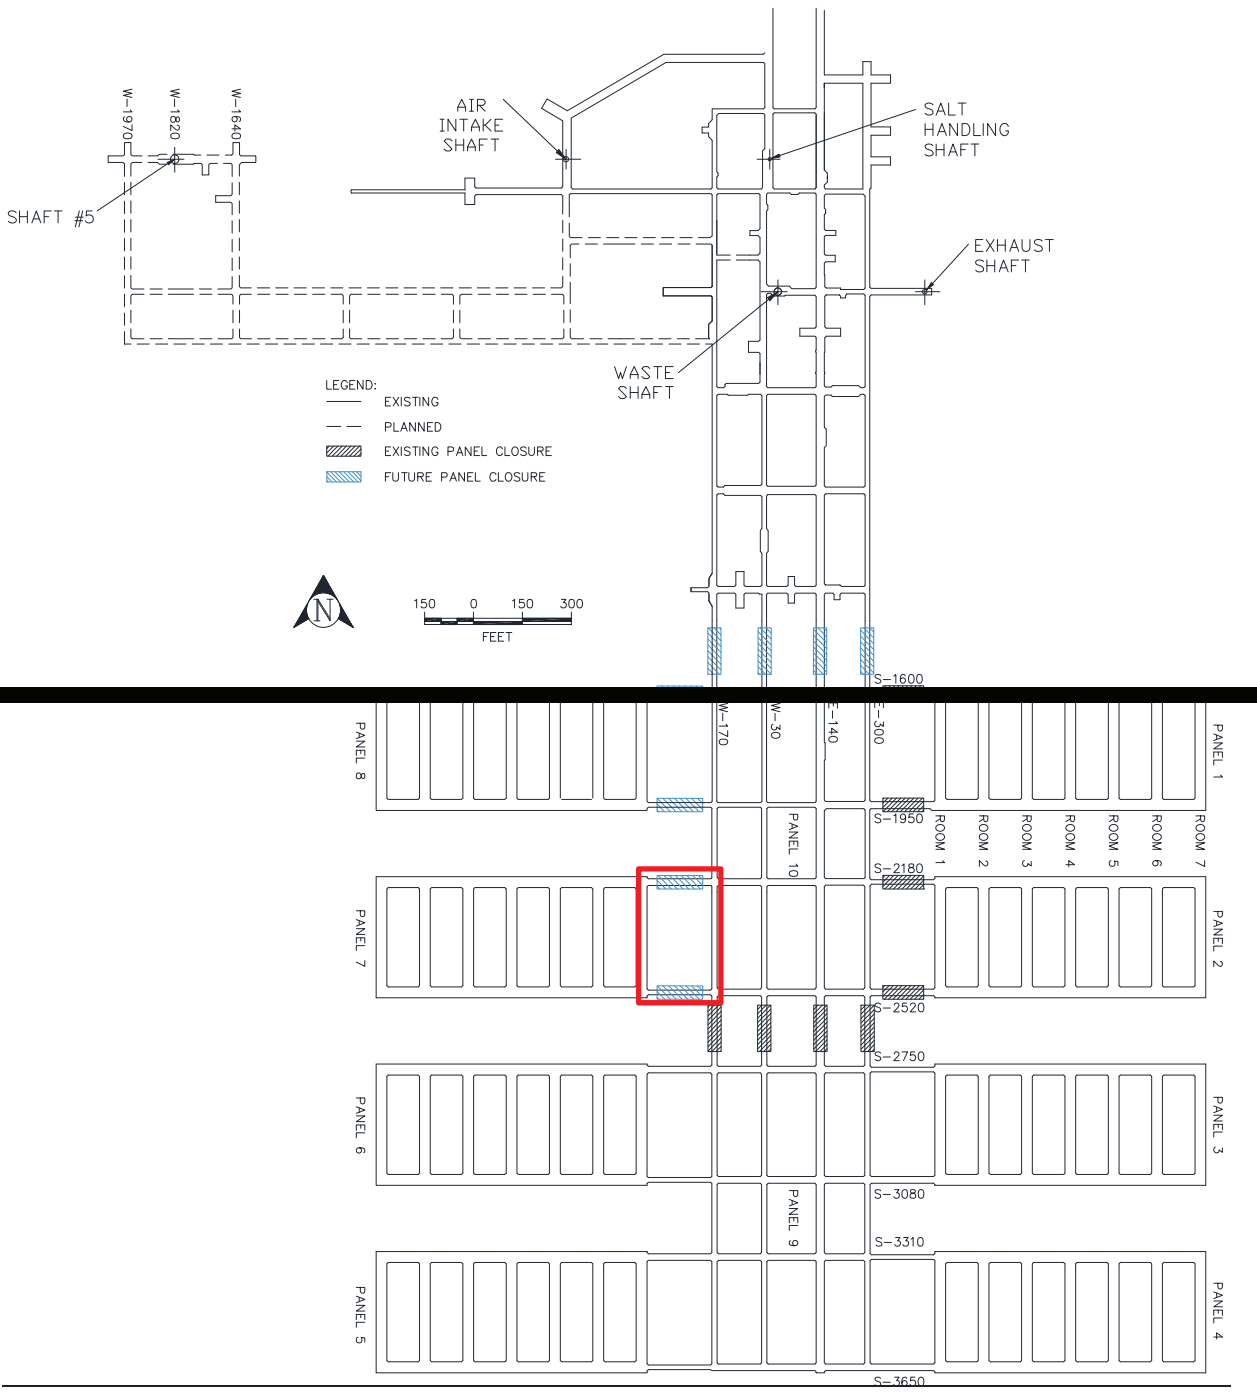 W-1970
W-1820
W-1640
AIR
INTAKE
SHAFT
SALT
HANDLING
SHAFT
SHAFT #5
EXHAUST
SHAFT
WASTE
SHAFT
LEGEND:
EXISTING
PLANNED
EXISTING PANEL CLOSURE
FUTURE PANEL CLOSURE
N
150 0 150 300
FEET
S-1600
W-170
W-30
E-140
E-300
PANEL 8
PANEL 1
S-1950
PANEL 10
ROOM 1
ROOM 2
ROOM 3
ROOM 4
ROOM 5
ROOM 6
ROOM 7
S-2180
PANEL 7
PANEL 2
S-2520
S-2750
PANEL 6
PANEL 3
S-3080
PANEL 9
S-3310
PANEL 5
PANEL 4
S-3650